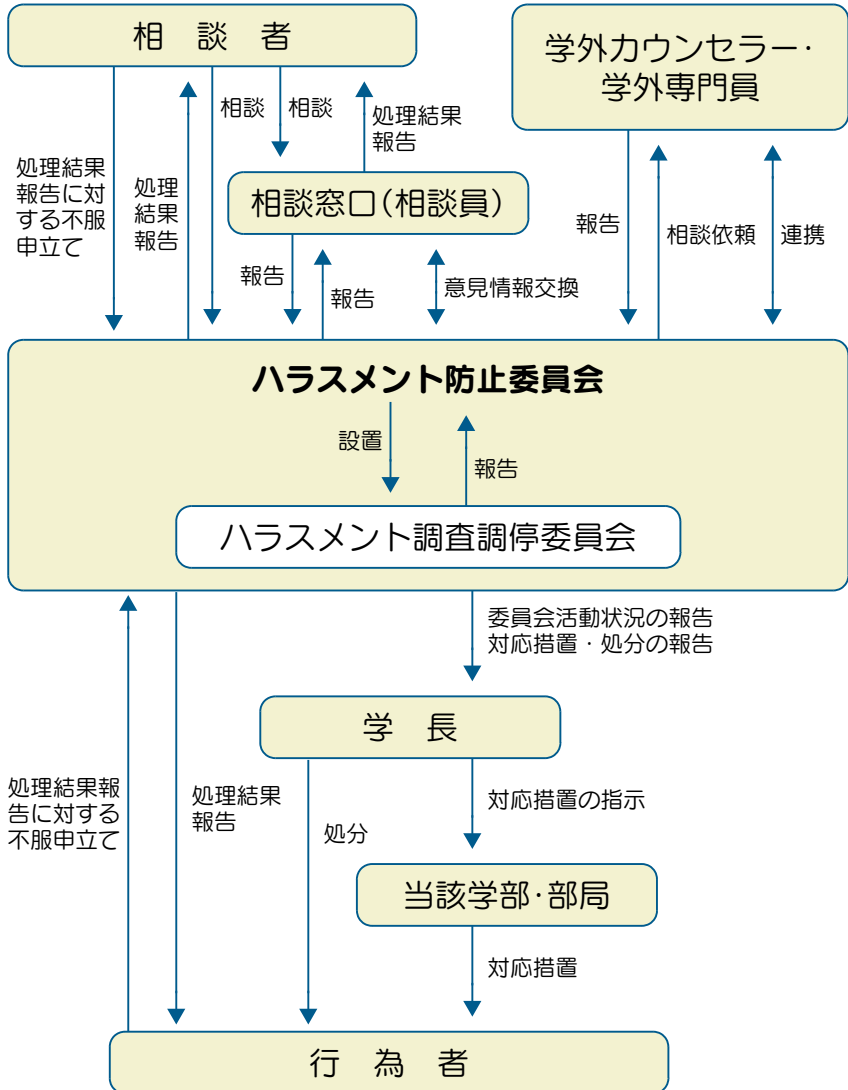 相 談 者
学外カウンセラー・
学外専門員
相談
相談
処理結果
報告
処理結果
報告に対
する不服
申立て
処理
結果
報告
相談窓口(相談員)
報告
相談依頼
連携
報告
報告
意見情報交換
ハラスメント防止委員会
設置
報告
ハラスメント調査調停委員会
委員会活動状況の報告
対応措置・処分の報告
学 長
処理結果報
告に対する
不服申立て
処理結果
報告
処分
対応措置の指示
当該学部・部局
対応措置
行 為 者